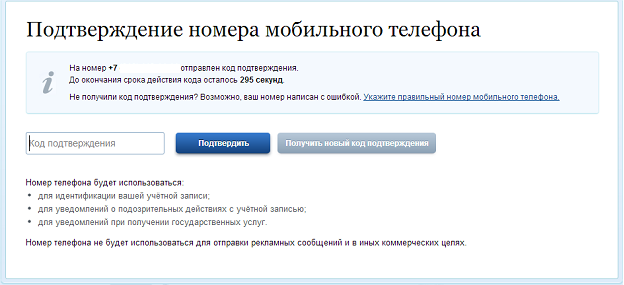 Подтверждение номера мобильного телефона
На номер +7 отправлен код подтверждения.
До окончания срока действия кода осталось 295 секунд.
Не получили код подтверждения? Возможно, ваш номер написан с ошибкой. Укажите правильный номер мобильного телефона.
Код подтверждения
Подтвердить
Получить новый код подтверждения
Номер телефона будет использоваться:
для идентификации вашей учётной записи;
для уведомлений о подозрительных действиях с учётной записью;
для уведомлений при получении государственных услуг.
Номер телефона не будет использоваться для отправки рекламных сообщений и в иных коммерческих целях.